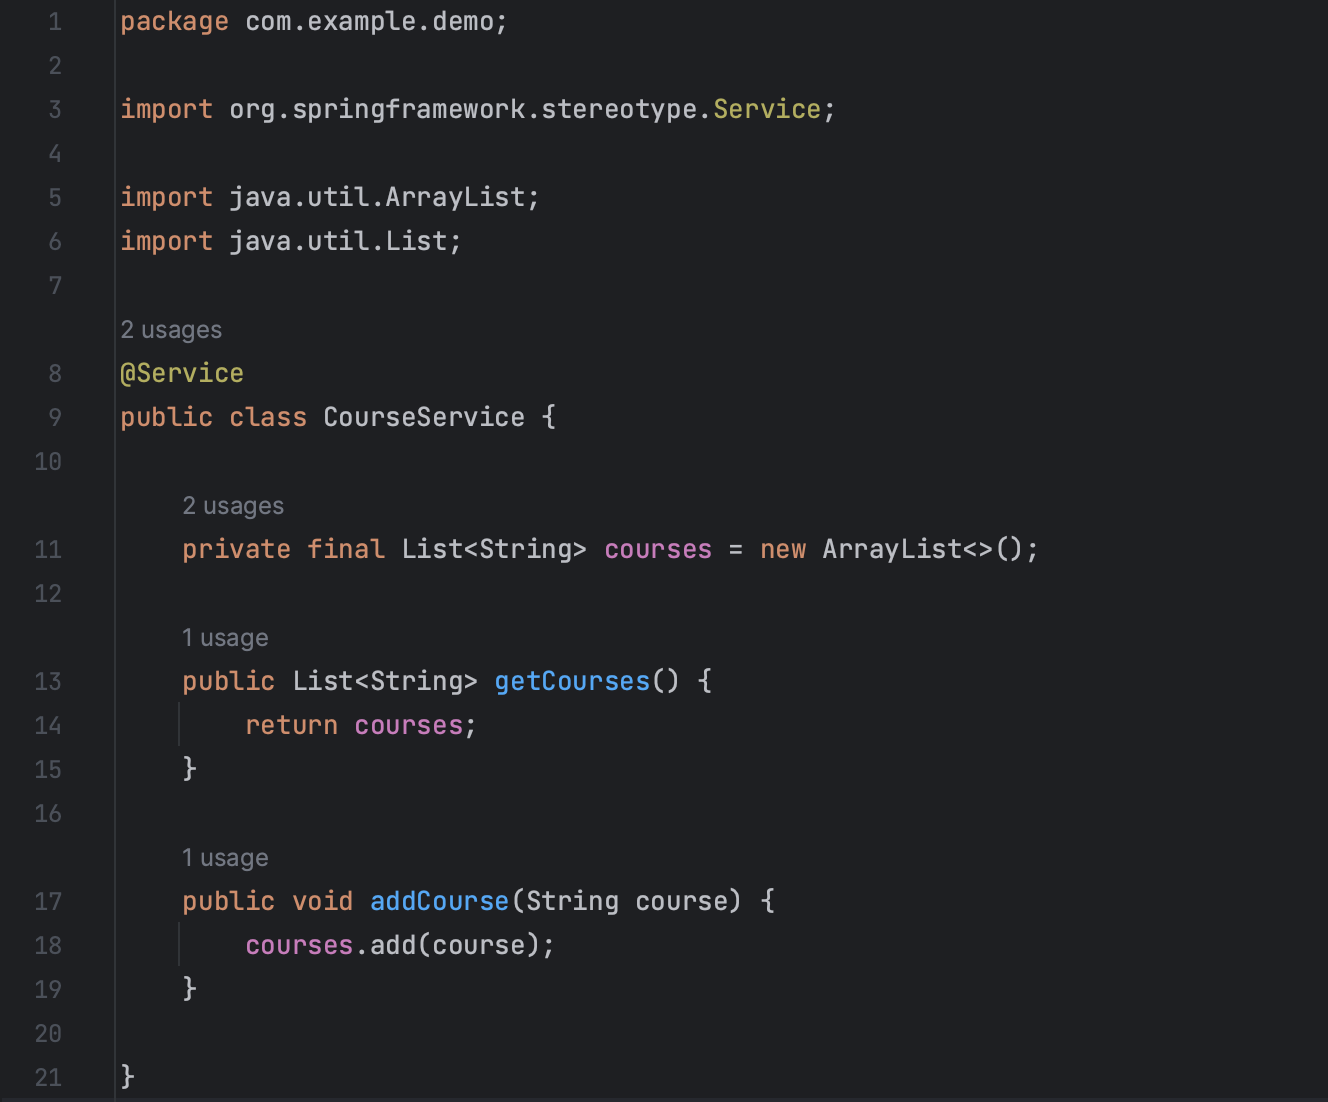 1 package com.example.demo;
2
3 import org.springframework.stereotype.Service;
4
5 import java.util.ArrayList;
6 import java.util.List;
7
2 usages
8 @Service
9 public class CourseService {
10
2 usages
11 private final List<String> courses = new ArrayList<>();
12
1 usage
13 public List<String> getCourses() {
14 return courses;
15 }
16
1 usage
17 public void addCourse(String course) {
18 courses.add(course);
19 }
20
21 }